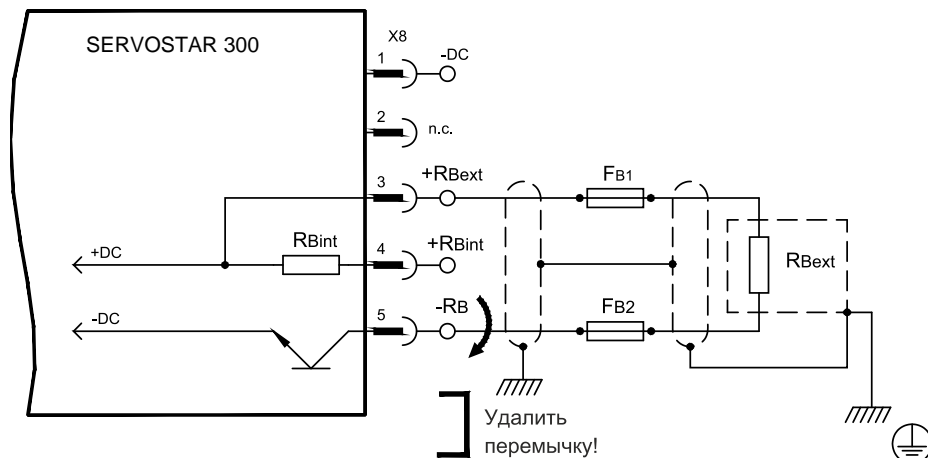 SERVOSTAR 300
X8
1
-DC
2
n.c.
3
+RBext
FB1
+DC
RBint
4
+RBint
RBext
-DC
5
-RB
FB2
Удалить
перемычку!